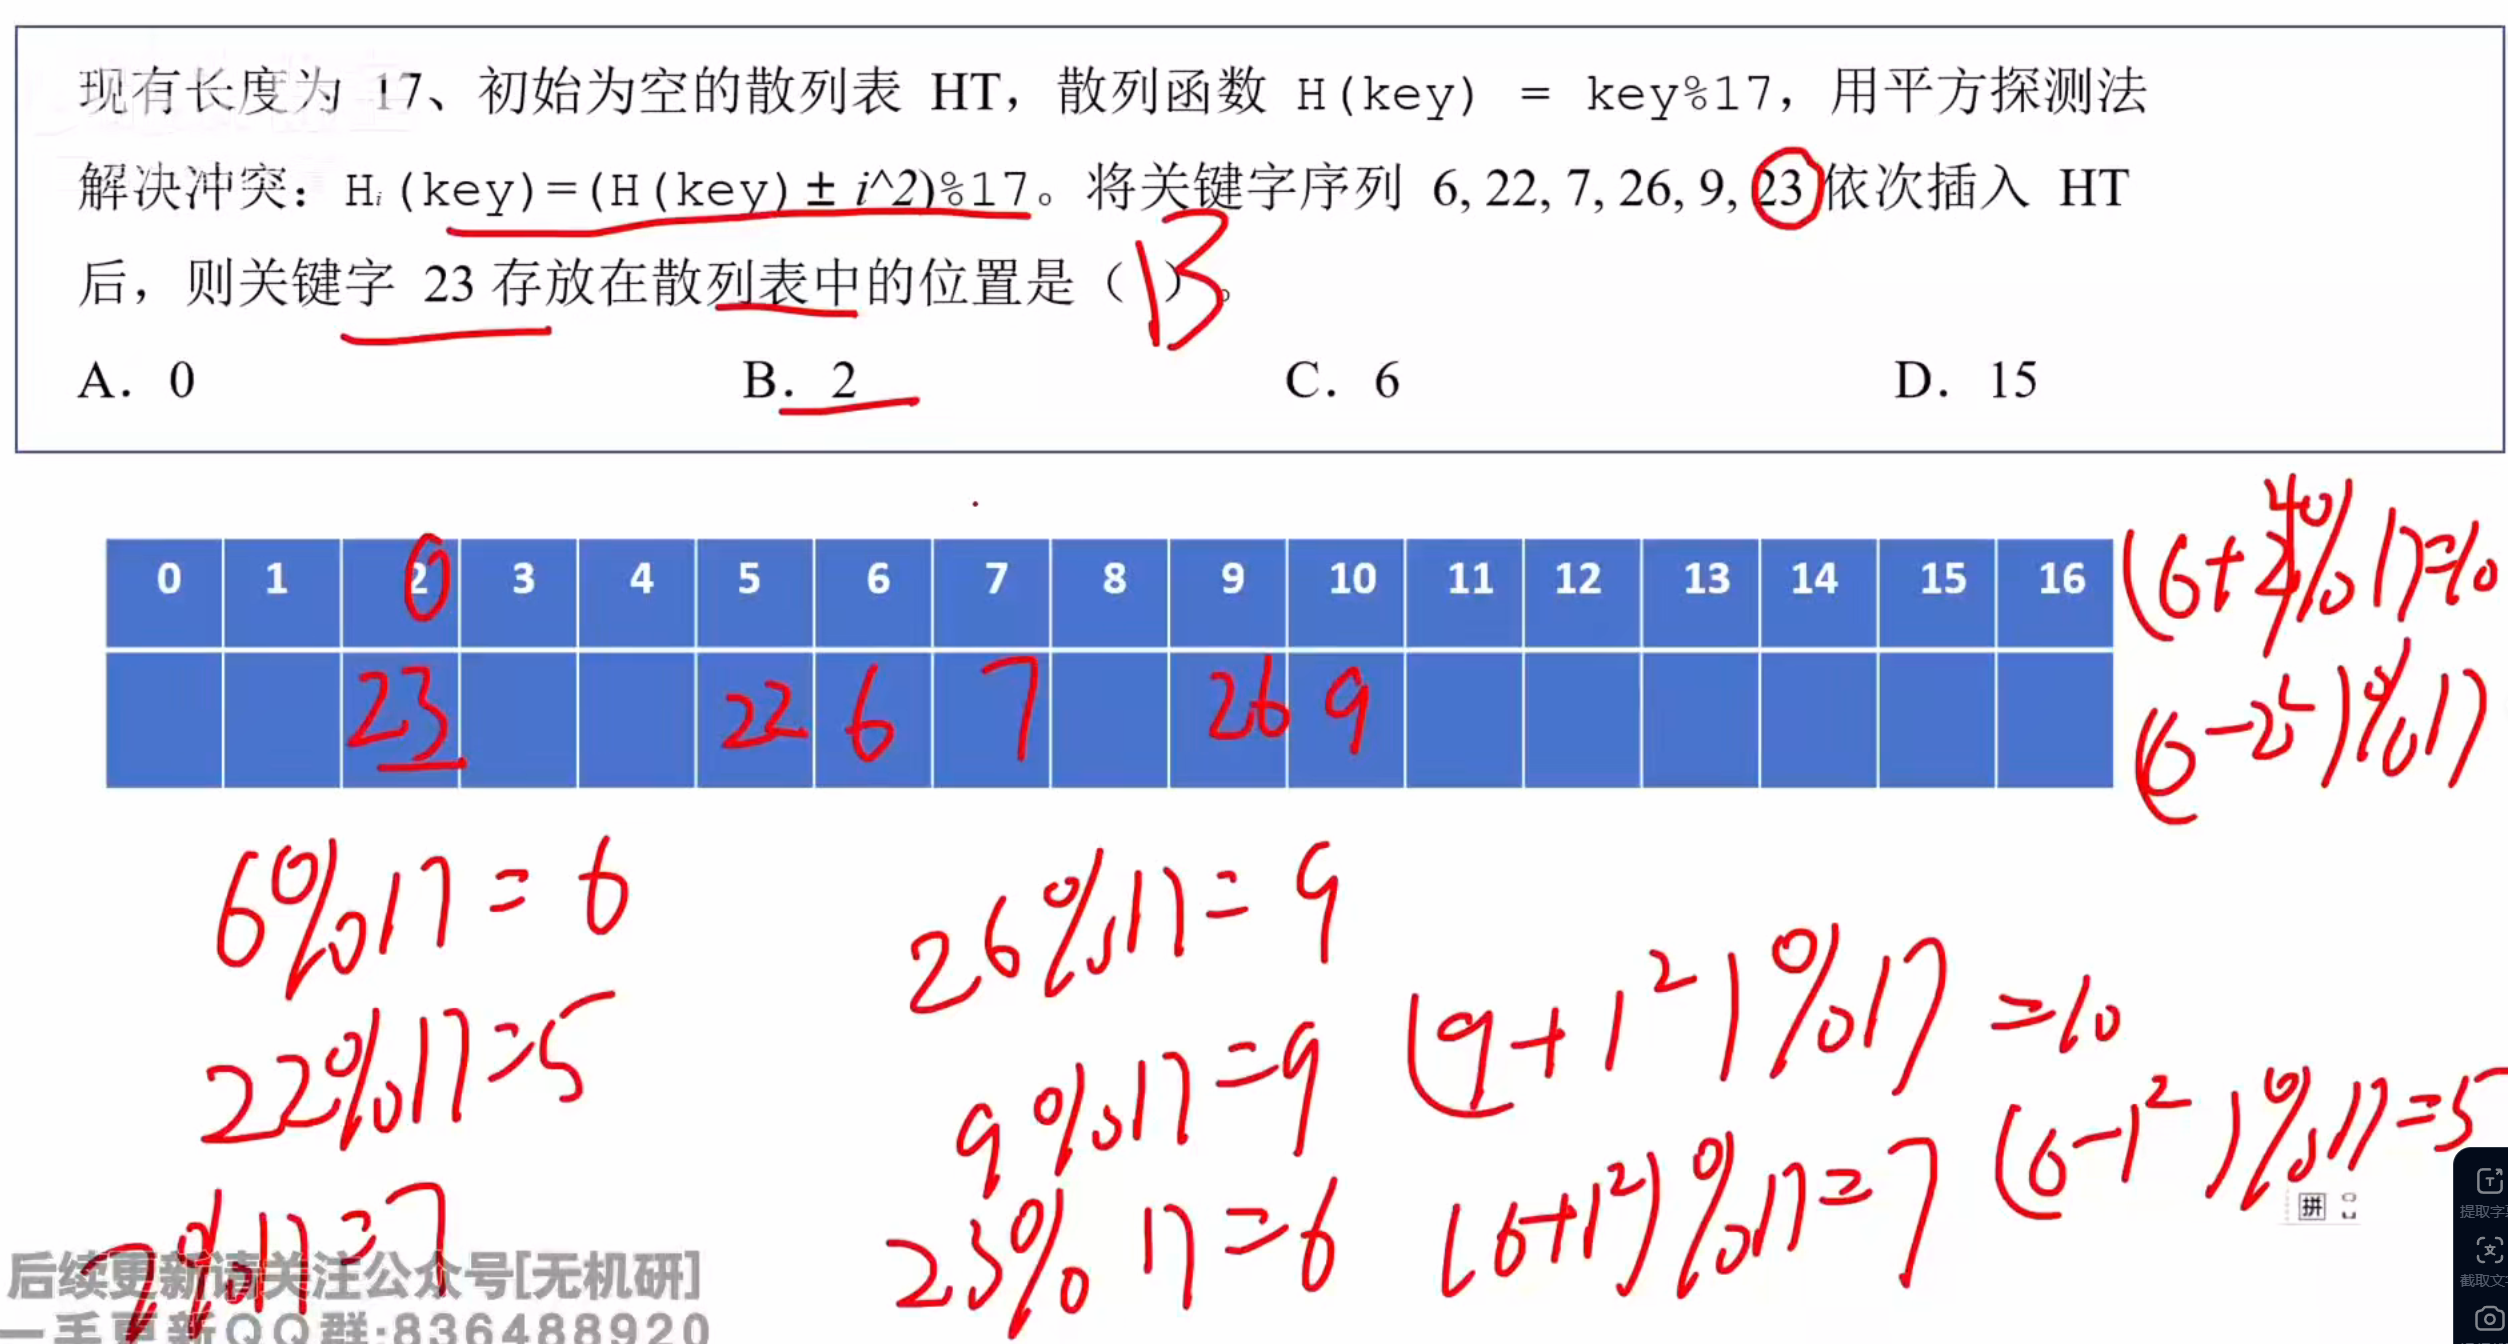 现有长度为 17、初始为空的散列表 HT，散列函数 H(key) = key%17，用平方探测法
解决冲突：Hi(key)=(H(key)± i^2)%17。将关键字序列 6, 22, 7, 26, 9, 23 依次插入 HT
后，则关键字 23 存放在散列表中的位置是（ ）。
B
A. 0 B. 2 C. 6 D. 15
0 1 2 3 4 5 6 7 8 9 10 11 12 13 14 15 16
23 22 6 7 26 9
%17=10
%17
6%17=6
26%17=9
22%17=5
(9+1²)%17=10
9%17=9
(6-1²)%17=5
7%17=7
23%17=6
(6+1²)%17=7
后续更新请关注公众号[无机研]
一手更新QQ群:836488920
拼
提取字
截取文